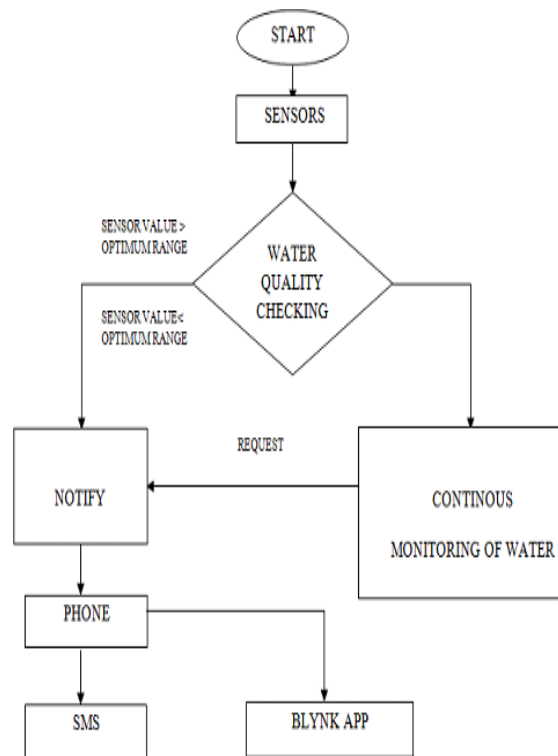 START
SENSORS
SENSOR VALUE >
OPTIMUM RANGE
WATER
QUALITY
CHECKING
SENSOR VALUE<
OPTIMUM RANGE
REQUEST
NOTIFY
CONTINOUS
MONITORING OF WATER
PHONE
SMS
BLYNK APP